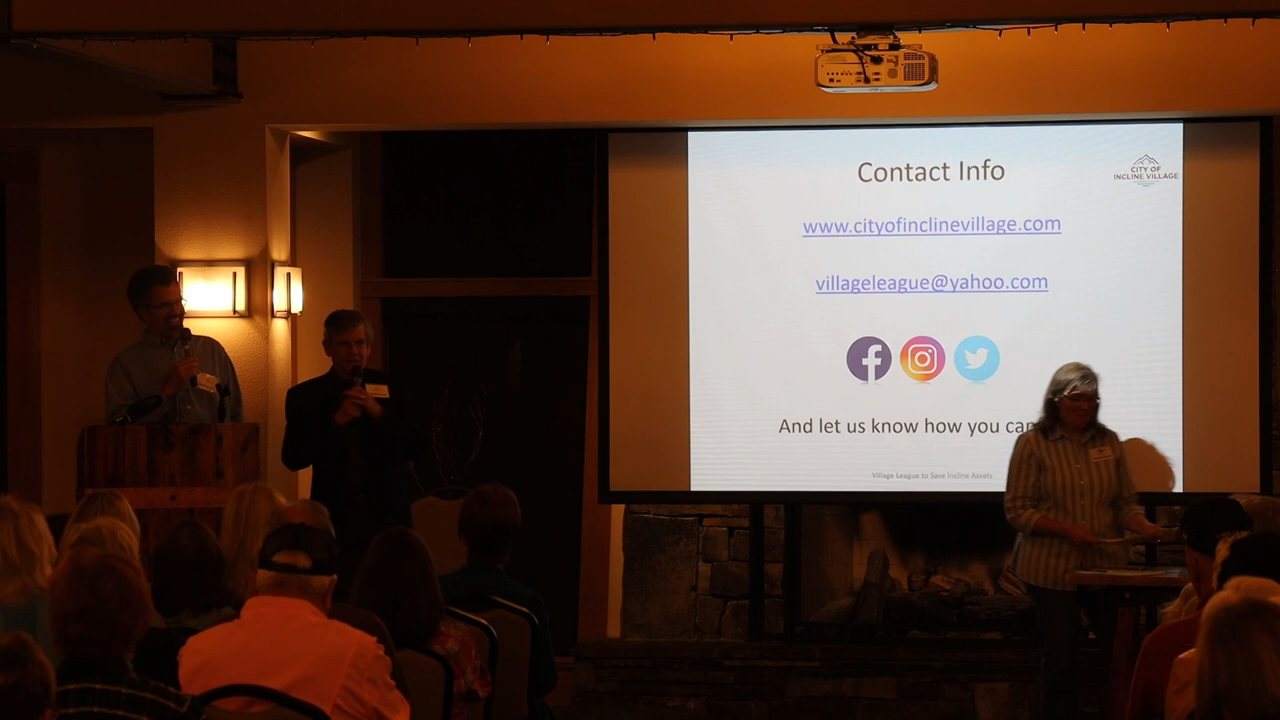 Contact Info
CITY OF
INCLINE VILLAGE
www.cityofinclinevillage.com
villageleague@yahoo.com
And let us know how you can
Village League to Save Incline Assets